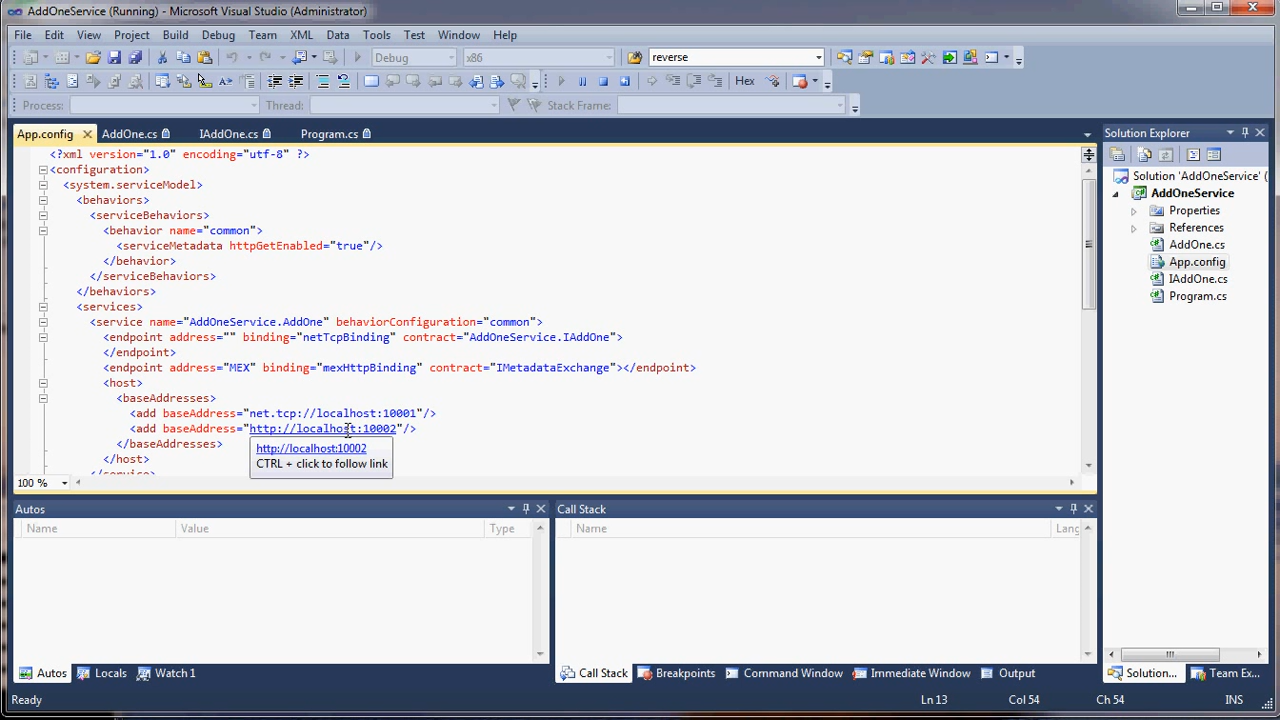 AddOneService (Running) - Microsoft Visual Studio (Administrator)
File Edit View Project Build Debug Team XML Data Tools Test Window Help
Debug x86 reverse
Hex
Process: Thread: Stack Frame:
App.config AddOne.cs IAddOne.cs Program.cs
<?xml version="1.0" encoding="utf-8" ?>
<configuration>
<system.serviceModel>
<behaviors>
<serviceBehaviors>
<behavior name="common">
<serviceMetadata httpGetEnabled="true"/>
</behavior>
</serviceBehaviors>
</behaviors>
<services>
<service name="AddOneService.AddOne" behaviorConfiguration="common">
<endpoint address="" binding="netTcpBinding" contract="AddOneService.IAddOne">
</endpoint>
<endpoint address="MEX" binding="mexHttpBinding" contract="IMetadataExchange"></endpoint>
<host>
<baseAddresses>
<add baseAddress="net.tcp://localhost:10001"/>
<add baseAddress="http://localhost:10002"/>
</baseAddresses>
</host>
</service>
http://localhost:10002
CTRL + click to follow link
100 %
Solution Explorer
Solution 'AddOneService' (
AddOneService
Properties
References
AddOne.cs
App.config
IAddOne.cs
Program.cs
Autos
Name Value Type
Call Stack
Name Lang
Autos Locals Watch 1
Call Stack Breakpoints Command Window Immediate Window Output
Solution... Team Ex...
Ready Ln 13 Col 54 Ch 54 INS